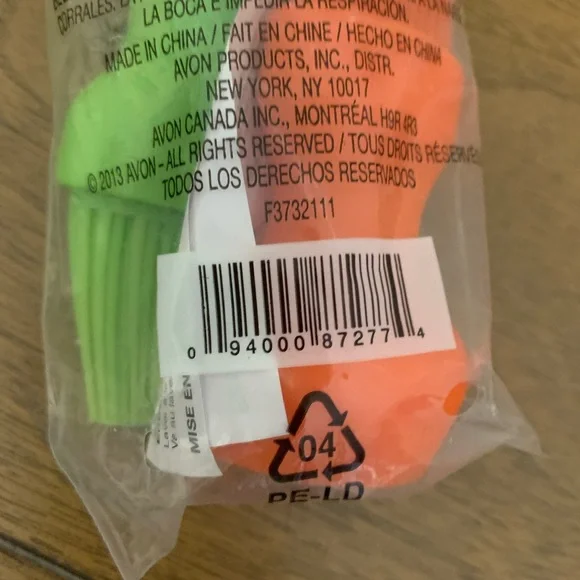 CORRALES.
LA BOCA E IMPEDIA LA RESPIRACIÓN.
MADE IN CHINA / FAIT EN CHINE / HECHO EN CHINA
AVON PRODUCTS, INC., DISTR.
NEW YORK, NY 10017
AVON CANADA INC., MONTRÉAL H9R 4R3
© 2013 AVON - ALL RIGHTS RESERVED / TOUS DROITS RÉSERVÉS
TODOS LOS DERECHOS RESERVADOS
F3732111
0 94000 87277 4
MISE EN
04
PE-LD